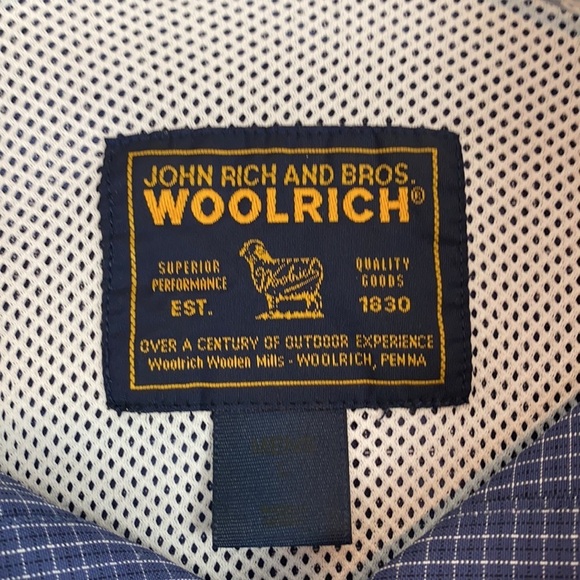 JOHN RICH AND BROS.
WOOLRICH®
SUPERIOR
PERFORMANCE
EST.
Woolrich
QUALITY
GOODS
1830
OVER A CENTURY OF OUTDOOR EXPERIENCE
Woolrich Woolen Mills - WOOLRICH, PENNA